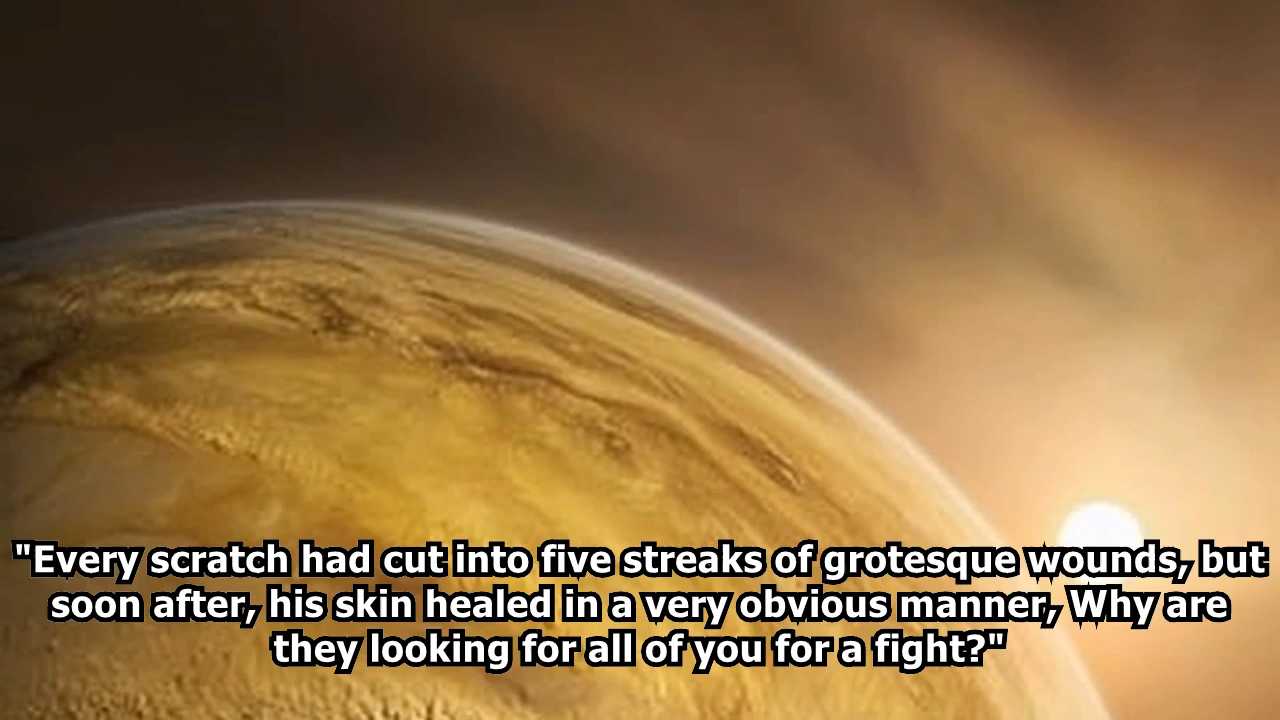 "Every scratch had cut into five streaks of grotesque wounds, but
soon after, his skin healed in a very obvious manner, Why are
they looking for all of you for a fight?"